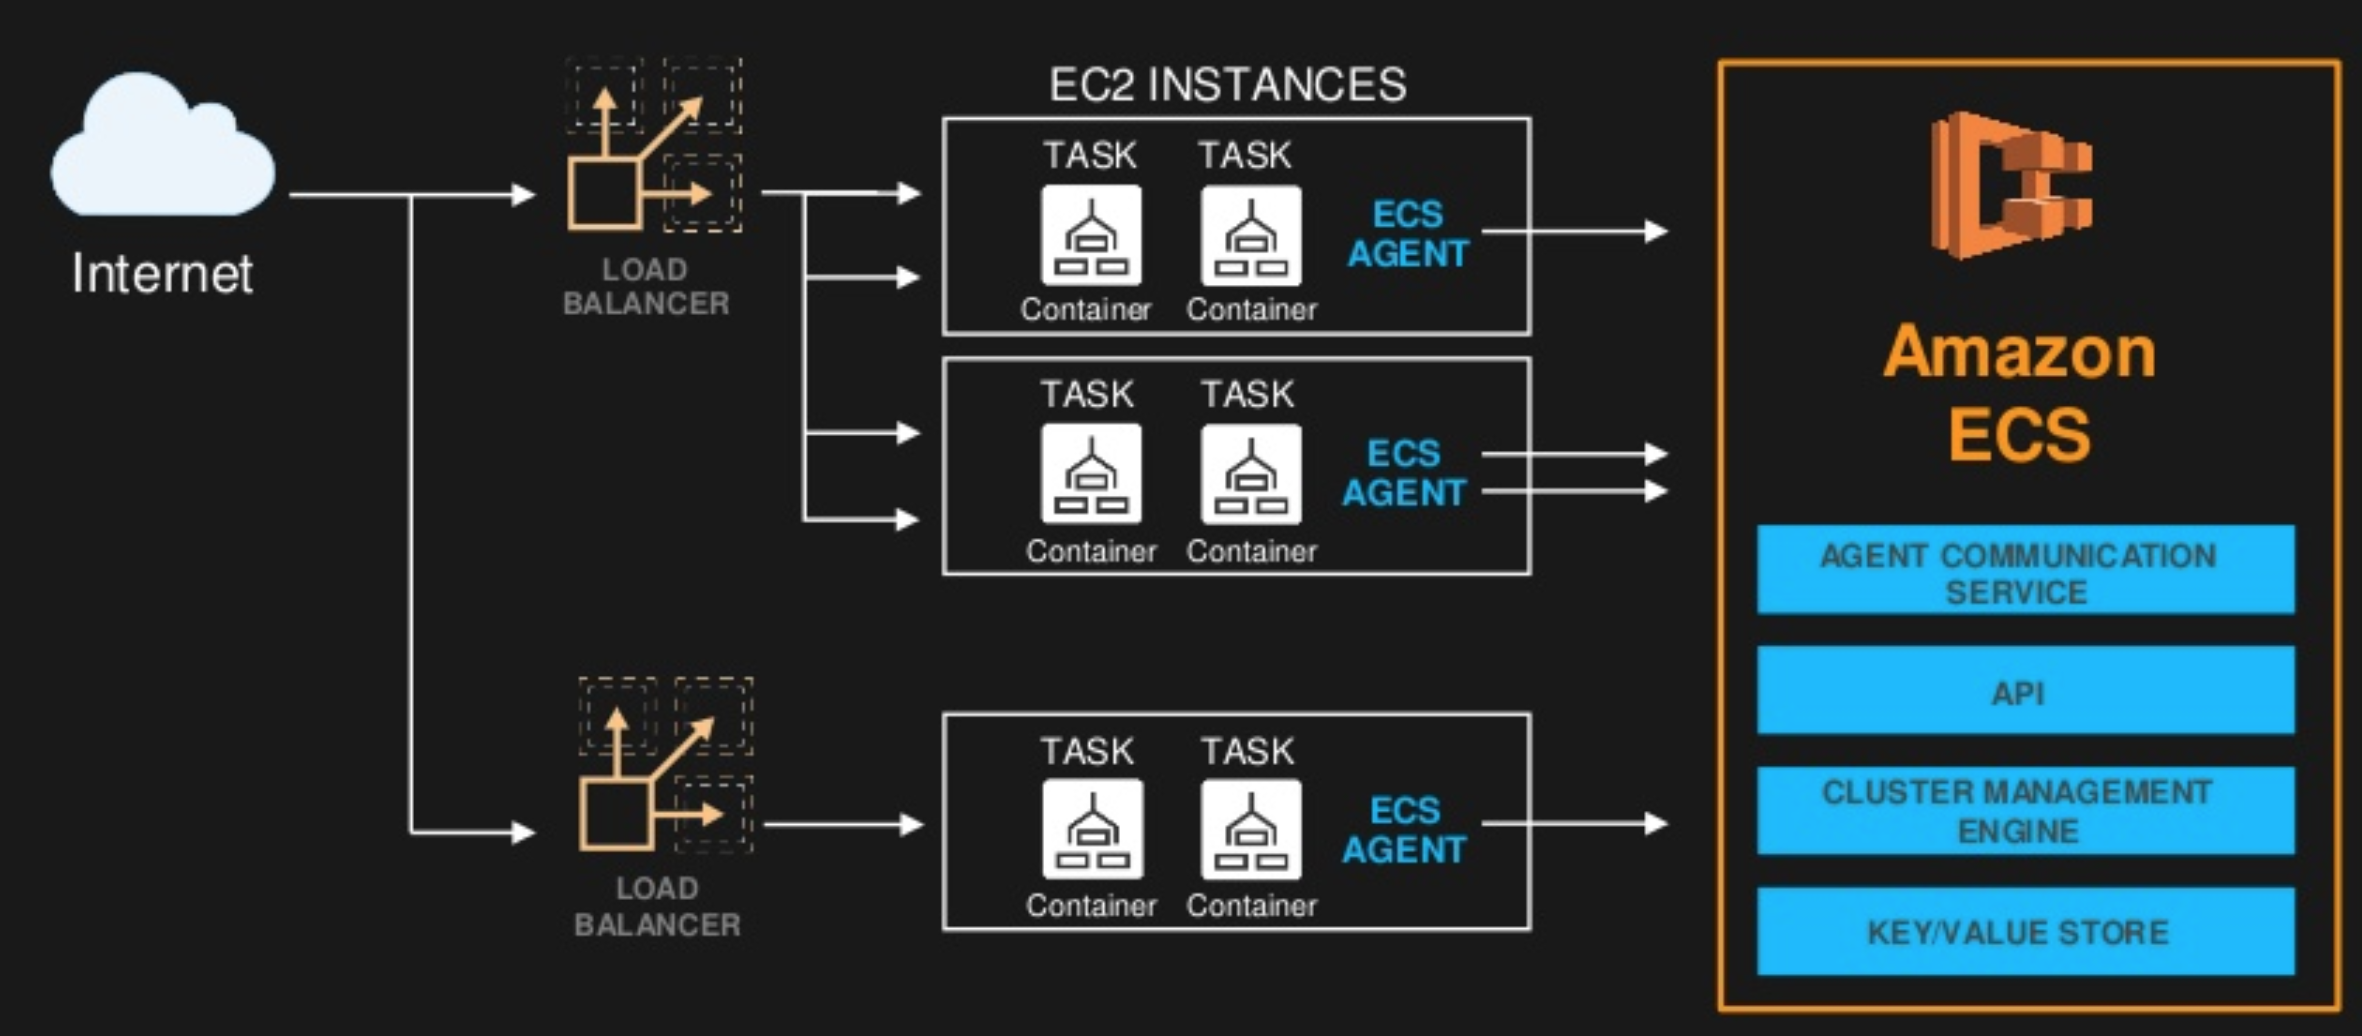 Internet
LOAD
BALANCER
EC2 INSTANCES
TASK TASK
ECS
AGENT
Container Container
TASK TASK
ECS
AGENT
Container Container
LOAD
BALANCER
TASK TASK
ECS
AGENT
Container Container
Amazon
ECS
AGENT COMMUNICATION
SERVICE
API
CLUSTER MANAGEMENT
ENGINE
KEY/VALUE STORE